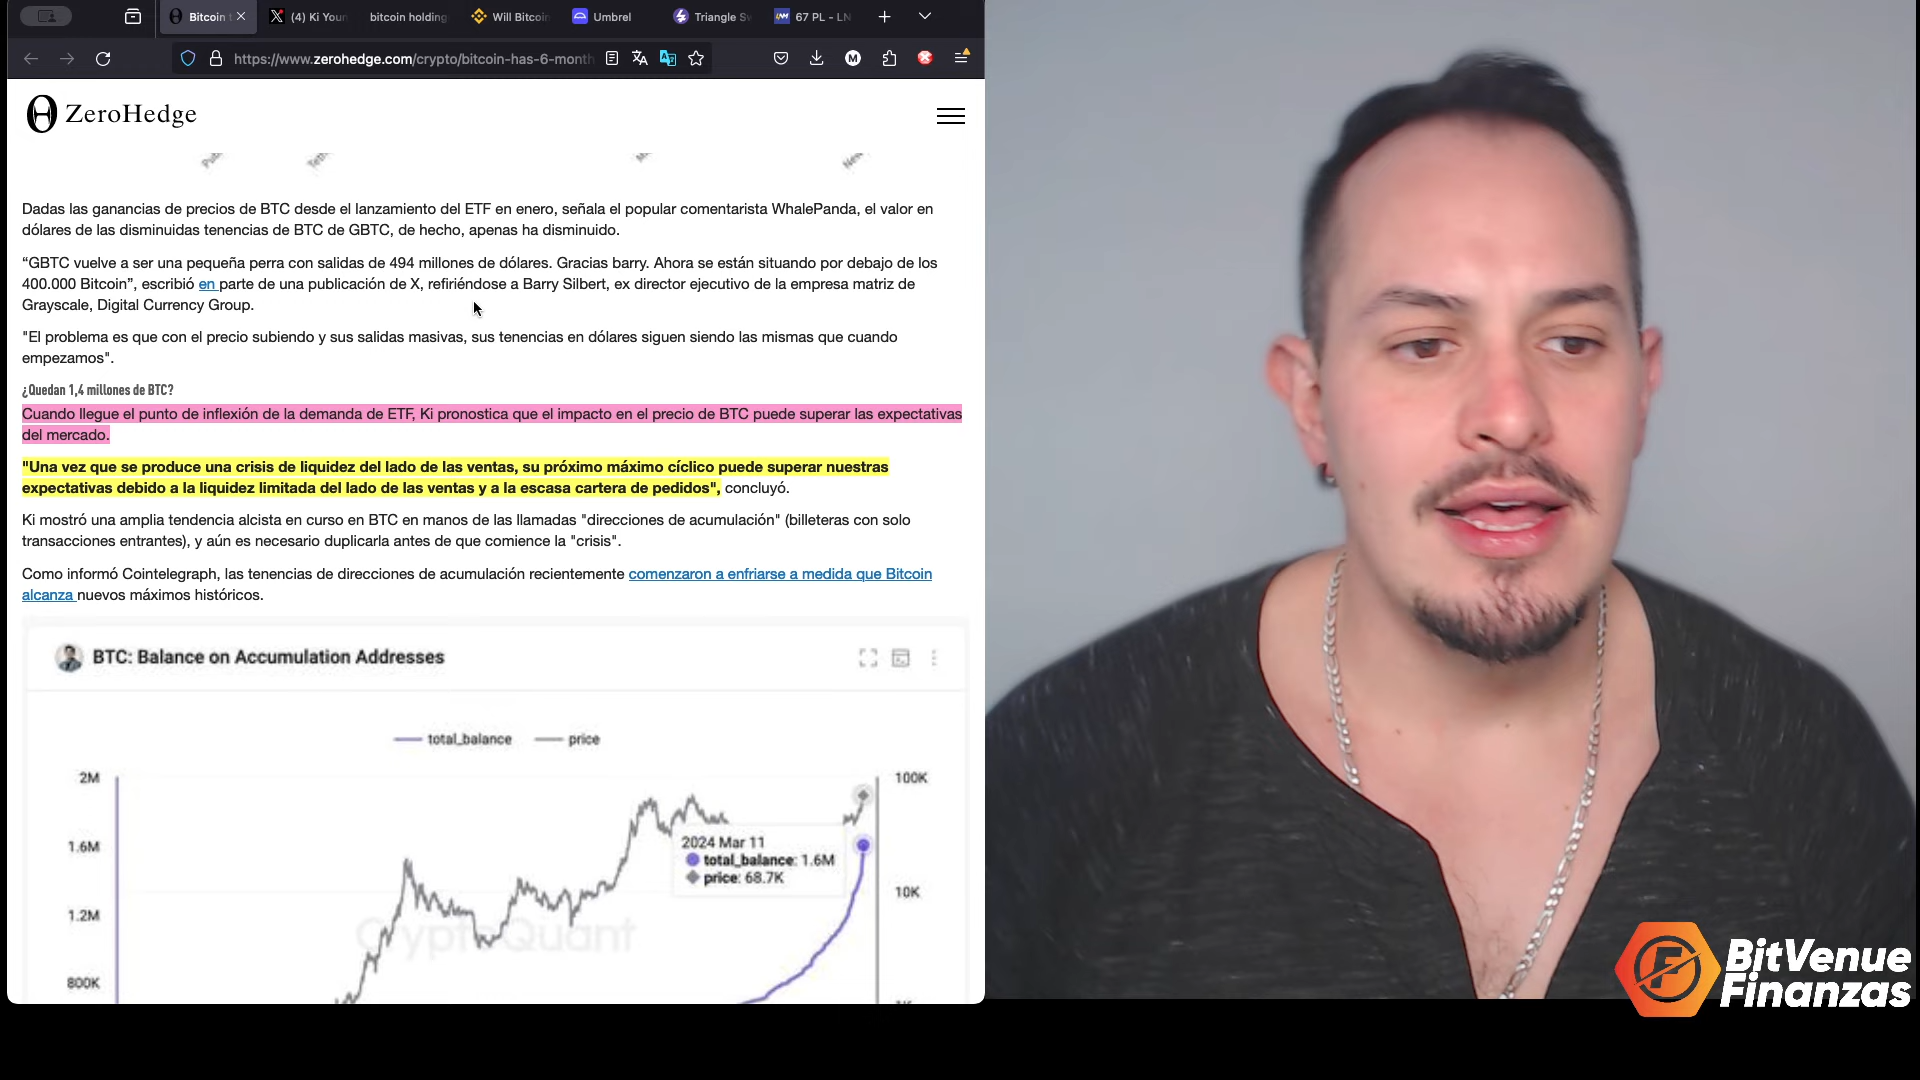 Bitcoin
(4) Ki Youn
bitcoin holding
Will Bitcoin
Umbrel
Triangle Sw
67 PL - LN
https://www.zerohedge.com/crypto/bitcoin-has-6-month
ZeroHedge
Dadas las ganancias de precios de BTC desde el lanzamiento del ETF en enero, señala el popular comentarista WhalePanda, el valor en
dólares de las disminuidas tenencias de BTC de GBTC, de hecho, apenas ha disminuido.
“GBTC vuelve a ser una pequeña perra con salidas de 494 millones de dólares. Gracias barry. Ahora se están situando por debajo de los
400.000 Bitcoin”, escribió en parte de una publicación de X, refiriéndose a Barry Silbert, ex director ejecutivo de la empresa matriz de
Grayscale, Digital Currency Group.
"El problema es que con el precio subiendo y sus salidas masivas, sus tenencias en dólares siguen siendo las mismas que cuando
empezamos".
¿Quedan 1,4 millones de BTC?
Cuando llegue el punto de inflexión de la demanda de ETF, Ki pronostica que el impacto en el precio de BTC puede superar las expectativas
del mercado.
"Una vez que se produce una crisis de liquidez del lado de las ventas, su próximo máximo cíclico puede superar nuestras
expectativas debido a la liquidez limitada del lado de las ventas y a la escasa cartera de pedidos", concluyó.
Ki mostró una amplia tendencia alcista en curso en BTC en manos de las llamadas "direcciones de acumulación" (billeteras con solo
transacciones entrantes), y aún es necesario duplicarla antes de que comience la "crisis".
Como informó Cointelegraph, las tenencias de direcciones de acumulación recientemente comenzaron a enfriarse a medida que Bitcoin
alcanza nuevos máximos históricos.
BTC: Balance on Accumulation Addresses
total_balance price
2M 100K
2024 Mar 11
1.6M total_balance: 1.6M
price: 68.7K
10K
1.2M
CryptoQuant
800K
BitVenue
Finanzas